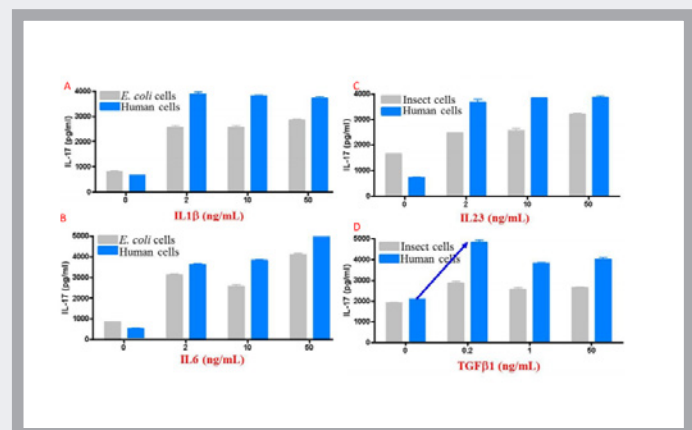 A
E. coli cells
Human cells
4000
3000
2000
1000
0
IL-17 (pg/ml)
0 2 10 50
IL1β (ng/mL)
C
Insect cells
Human cells
4000
3000
2000
1000
0
IL-17 (pg/ml)
0 2 10 50
IL23 (ng/mL)
B
E. coli cells
Human cells
5000
4000
3000
2000
1000
0
IL-17 (pg/ml)
0 2 10 50
IL6 (ng/mL)
D
Insect cells
Human cells
5000
4000
3000
2000
1000
0
IL-17 (pg/ml)
0 0.2 1 50
TGFβ1 (ng/mL)